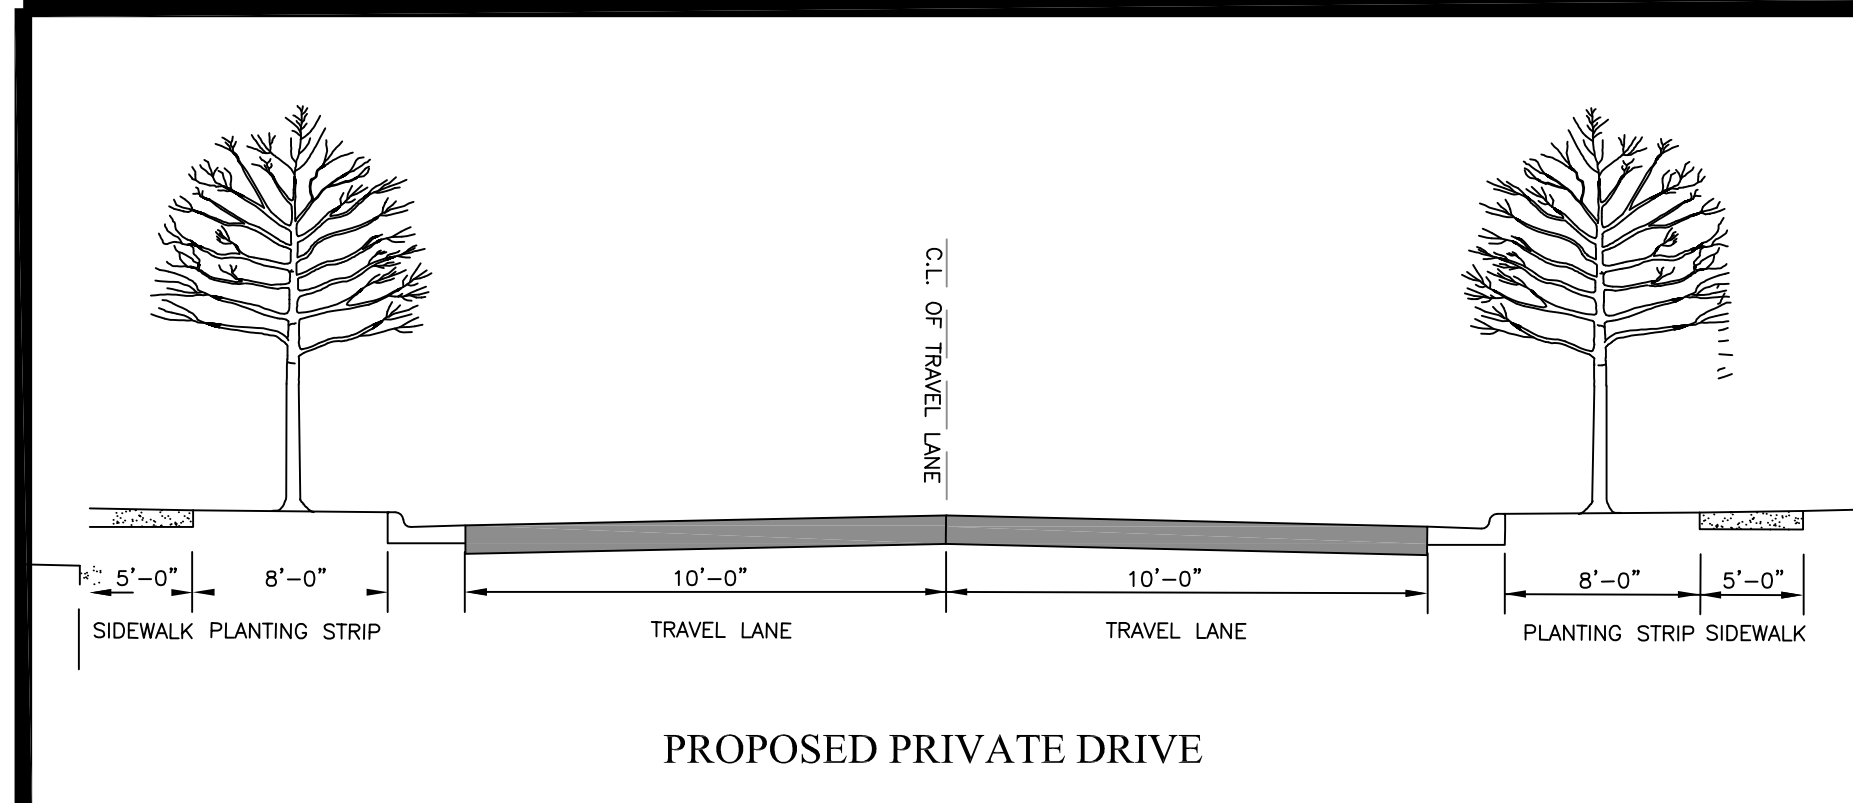 C.L. OF TRAVEL LANE
5'-0" 8'-0" 10'-0" 10'-0" 8'-0" 5'-0"
SIDEWALK PLANTING STRIP TRAVEL LANE TRAVEL LANE PLANTING STRIP SIDEWALK
PROPOSED PRIVATE DRIVE